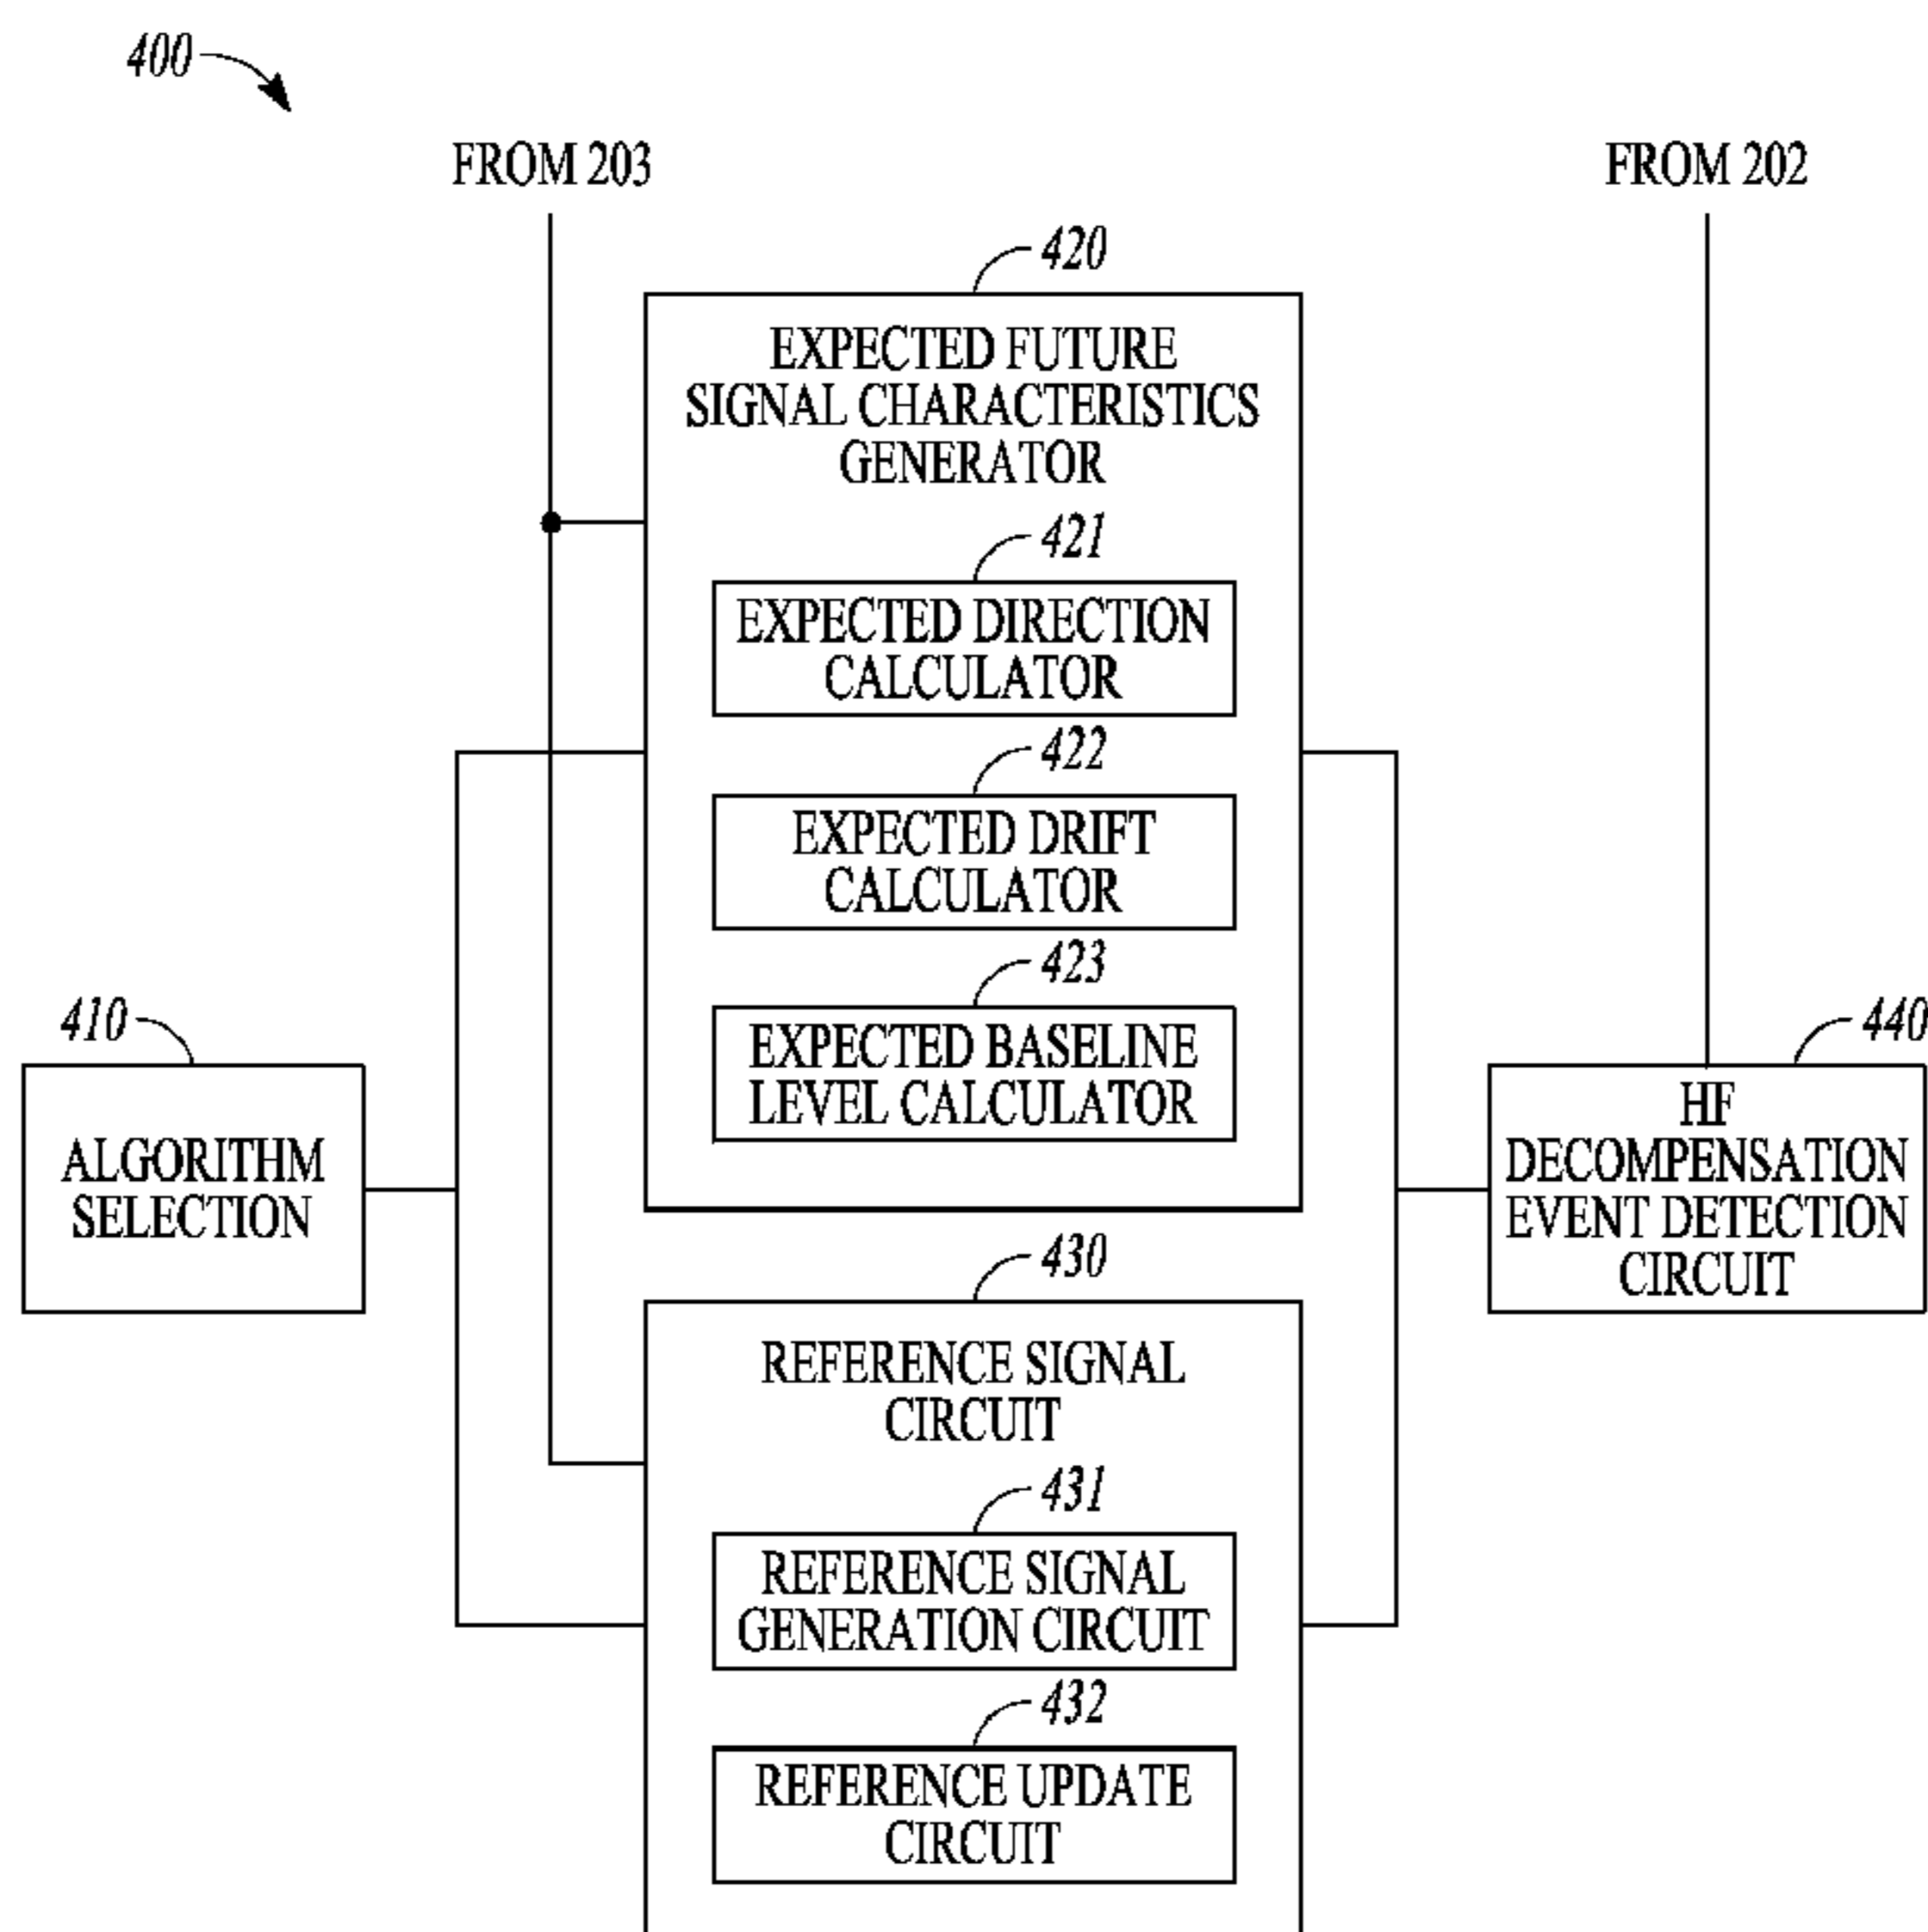 400
FROM 203
FROM 202
420
EXPECTED FUTURE
SIGNAL CHARACTERISTICS
GENERATOR
421
EXPECTED DIRECTION
CALCULATOR
422
EXPECTED DRIFT
CALCULATOR
423
EXPECTED BASELINE
LEVEL CALCULATOR
410
ALGORITHM
SELECTION
440
HF
DECOMPENSATION
EVENT DETECTION
CIRCUIT
430
REFERENCE SIGNAL
CIRCUIT
431
REFERENCE SIGNAL
GENERATION CIRCUIT
432
REFERENCE UPDATE
CIRCUIT